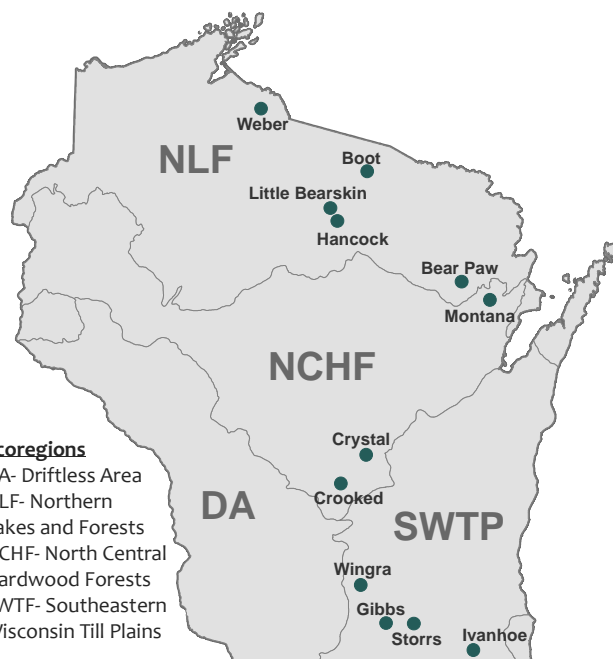 Weber
NLF
Boot
Little Bearskin
Hancock
Bear Paw
Montana
NCHF
Crystal
Crooked
DA
SWTP
Wingra
Gibbs
Storrs
Ivanhoe
coregions
A- Driftless Area
LF- Northern
akes and Forests
CHF- North Central
ardwood Forests
WTF- Southeastern
isconsin Till Plains